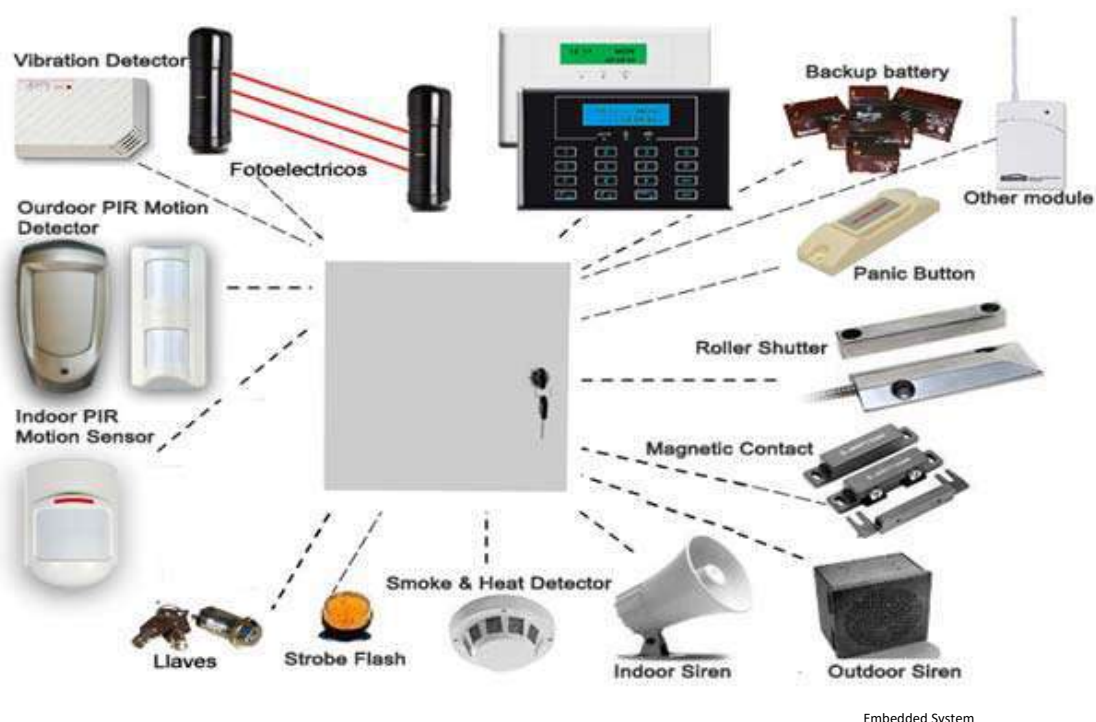 Vibration Detector
Fotoelectricos
Backup battery
Other module
Ourdoor PIR Motion
Detector
Panic Button
Roller Shutter
Indoor PIR
Motion Sensor
Magnetic Contact
Smoke & Heat Detector
Llaves
Strobe Flash
Indoor Siren
Outdoor Siren
Embedded System